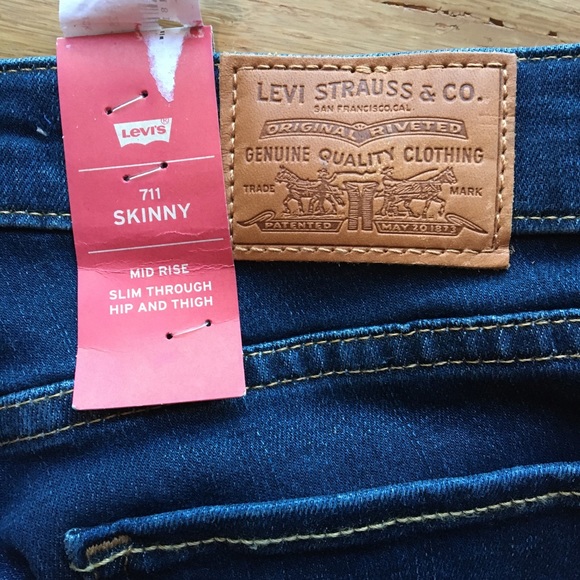 LEVI'S®
711
SKINNY
MID RISE
SLIM THROUGH
HIP AND THIGH
LEVI STRAUSS & CO.
SAN FRANCISCO,CAL.
ORIGINAL RIVETED
GENUINE QUALITY CLOTHING
TRADE MARK
PATENTED MAY 20 1873